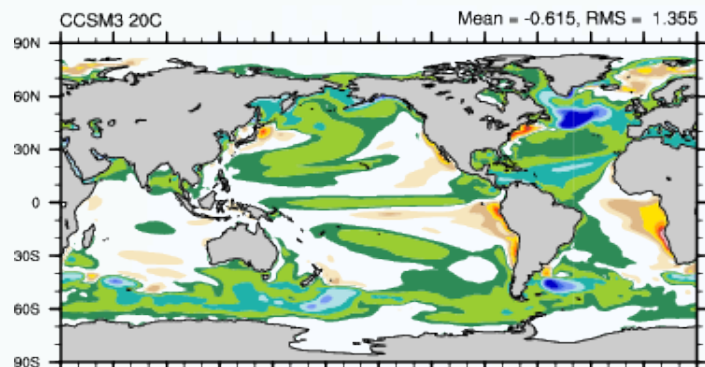 CCSM3 20C
Mean = -0.615, RMS = 1.355
90N
60N
30N
0
30S
60S
90S